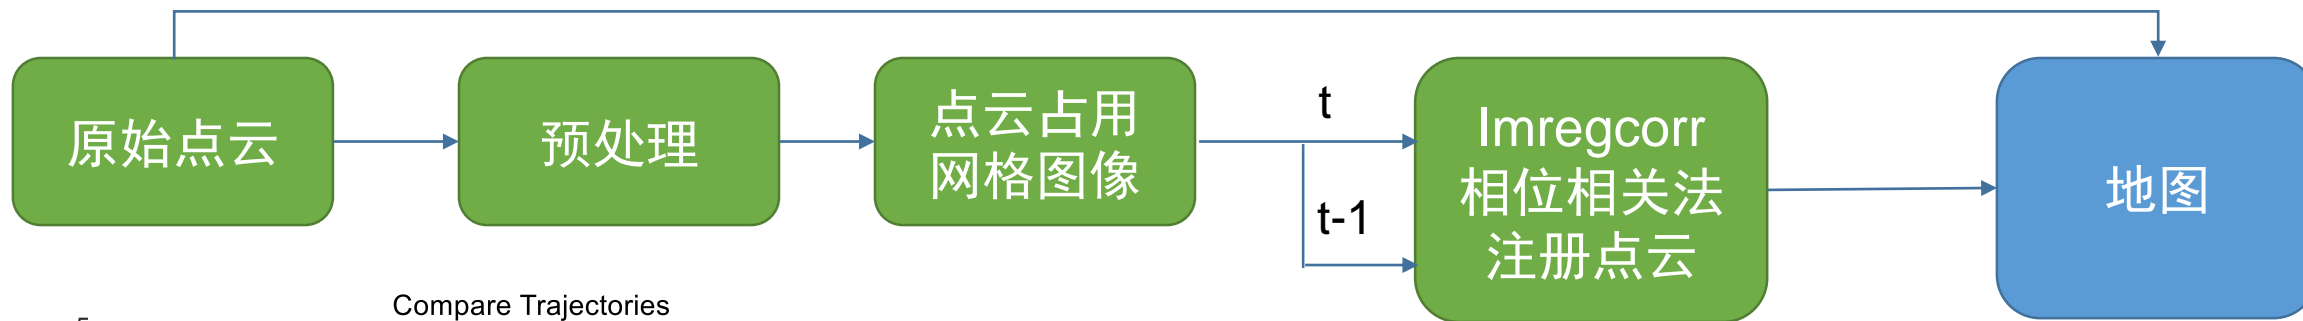 原始点云
预处理
点云占用
网格图像
t
t-1
Imregcorr
相位相关法
注册点云
地图
Compare Trajectories